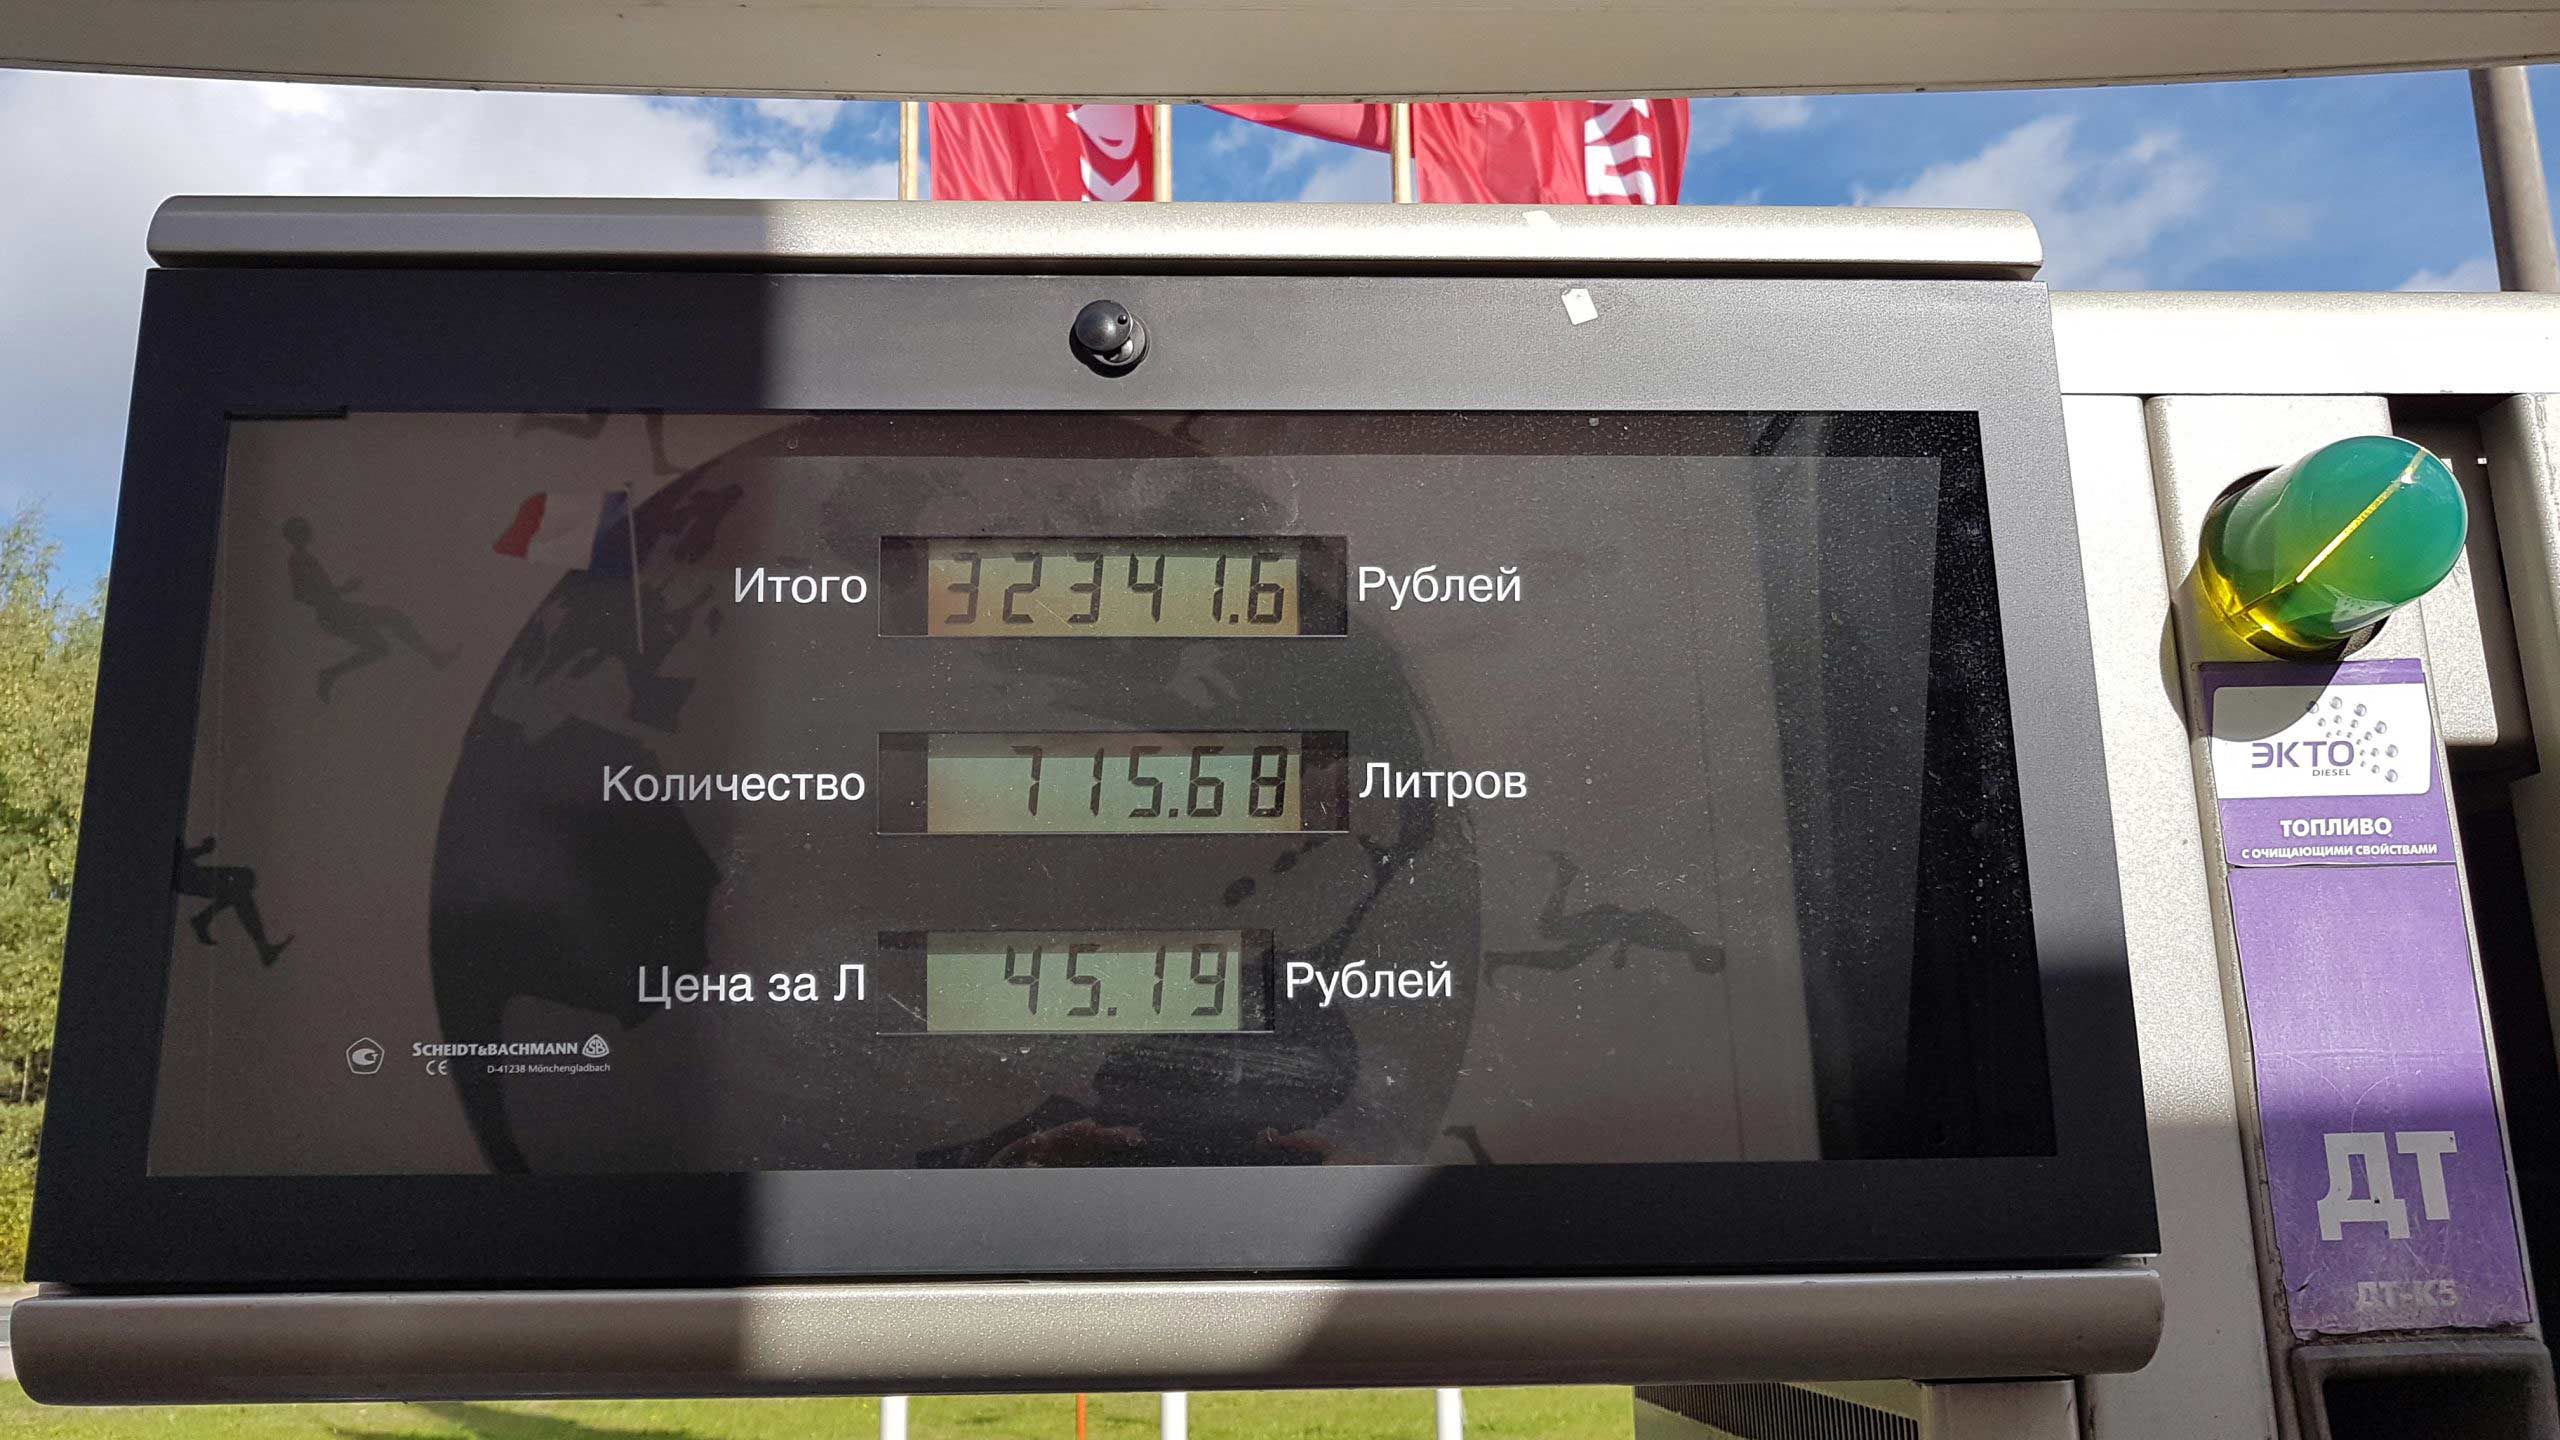 Итого 32341.6 Рублей
Количество 715.68 Литров
Цена за Л 45.19 Рублей
SCHEIDT&BACHMANN SB
CE D-41238 Mönchengladbach
ЭКТО
DIESEL
ТОПЛИВО
С ОЧИЩАЮЩИМИ СВОЙСТВАМИ
ДТ
ДТ-К5